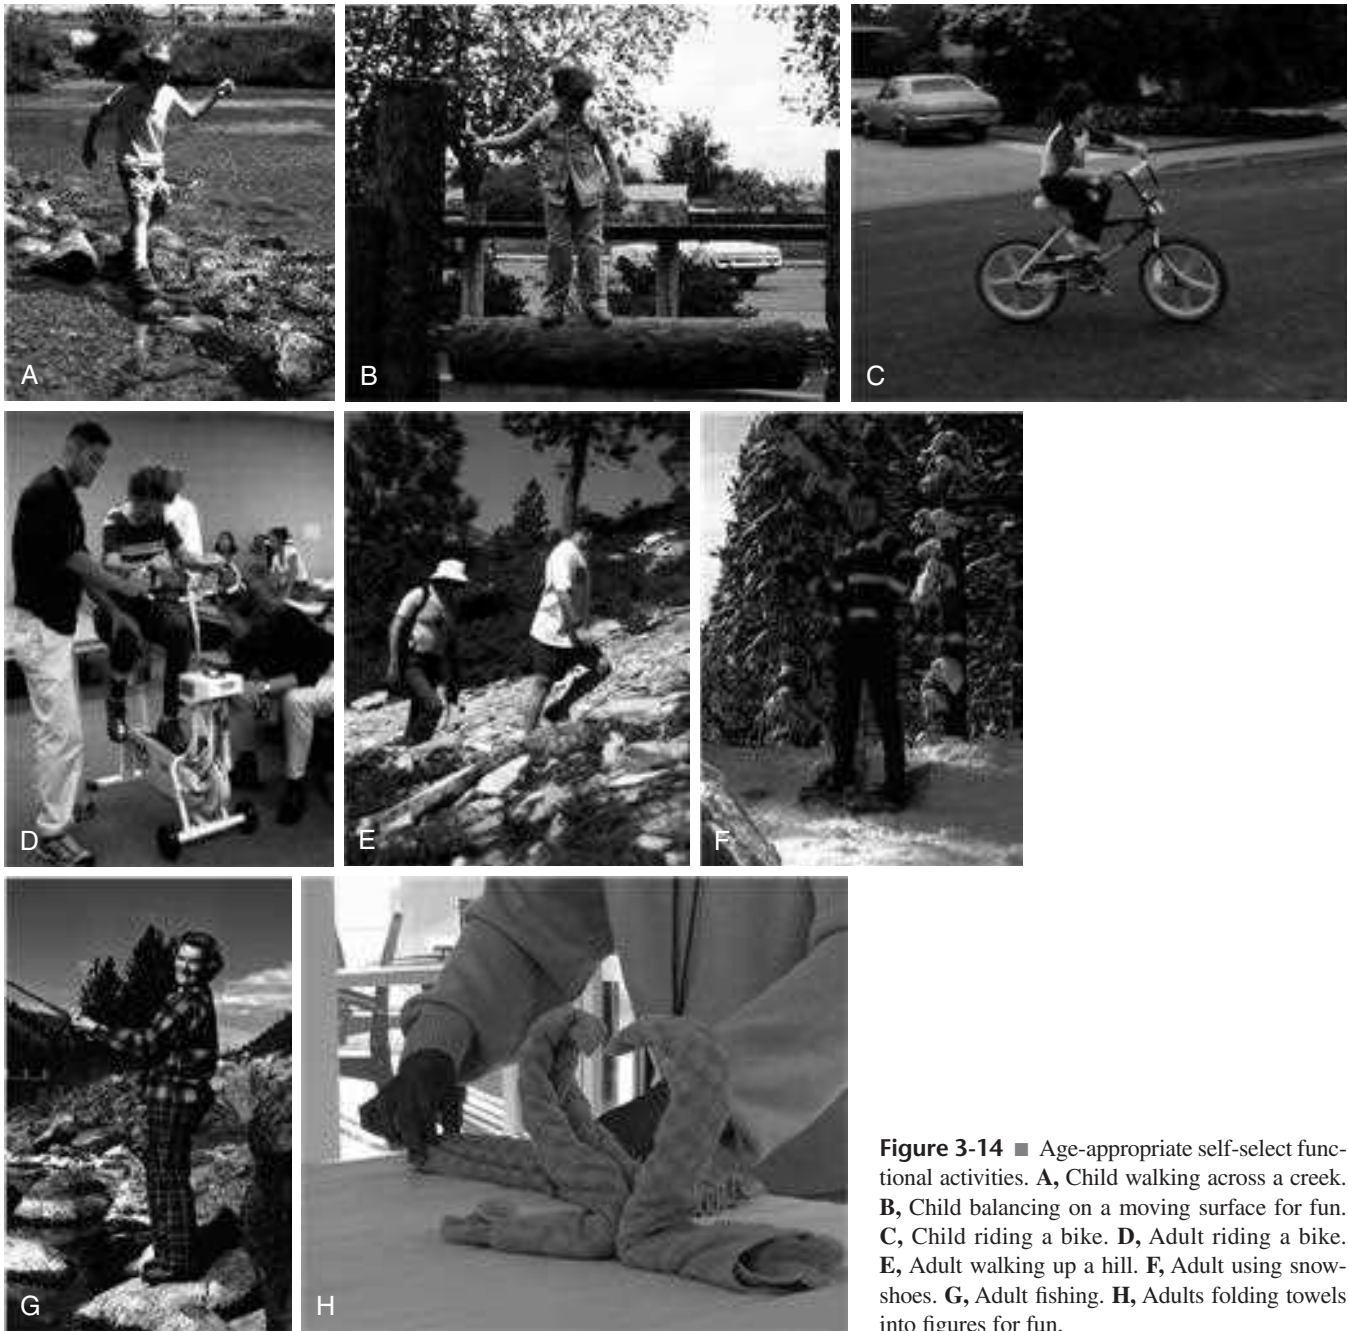 A
B
C
D
E
F
G
H
Figure 3-14 ■ Age-appropriate self-select func-
tional activities. A, Child walking across a creek.
B, Child balancing on a moving surface for fun.
C, Child riding a bike. D, Adult riding a bike.
E, Adult walking up a hill. F, Adult using snow-
shoes. G, Adult fishing. H, Adults folding towels
into figures for fun.